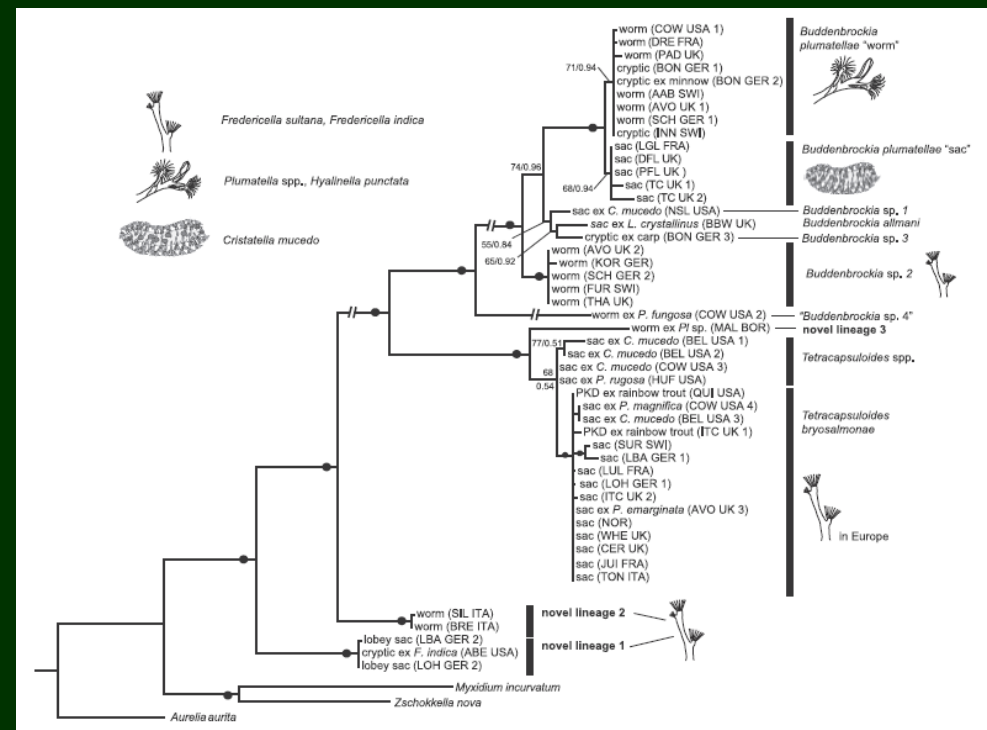 Fredericella sultana, Fredericella indica
Plumatella spp., Hyalinella punctata
Cristatella mucedo
worm (COW USA 1)
worm (DRE FRA)
worm (PAD UK)
71/0.94
cryptic (BON GER 1)
cryptic ex minnow (BON GER 2)
worm (AAB SWI)
worm (AVO UK 1)
worm (SCH GER 1)
cryptic (INN SWI)
Buddenbrockia
plumatellae "worm"
sac (LGL FRA)
sac (DFL UK)
sac (PFL UK )
sac (TC UK 1)
sac (TC UK 2)
74/0.96
68/0.94
Buddenbrockia plumatellae "sac"
sac ex C. mucedo (NSL USA)
Buddenbrockia sp. 1
sac ex L. crystallinus (BBW UK)
Buddenbrockia allmani
cryptic ex carp (BON GER 3)
Buddenbrockia sp. 3
55/0.84
65/0.92
worm (AVO UK 2)
worm (KOR GER)
worm (SCH GER 2)
worm (FUR SWI)
worm (THA UK)
Buddenbrockia sp. 2
worm ex P. fungosa (COW USA 2)
"Buddenbrockia sp. 4"
worm ex Pl sp. (MAL BOR)
novel lineage 3
77/0.51
sac ex C. mucedo (BEL USA 1)
sac ex C. mucedo (BEL USA 2)
sac ex C. mucedo (COW USA 3)
68
0.54
sac ex P. rugosa (HUF USA)
Tetracapsuloides spp.
PKD ex rainbow trout (QUI USA)
sac ex P. magnifica (COW USA 4)
sac ex C. mucedo (BEL USA 3)
PKD ex rainbow trout (ITC UK 1)
sac (SUR SWI)
sac (LBA GER 1)
sac (LUL FRA)
sac (LOH GER 1)
sac (ITC UK 2)
sac ex P. emarginata (AVO UK 3)
sac (NOR)
sac (WHE UK)
sac (CER UK)
sac (JUI FRA)
sac (TON ITA)
Tetracapsuloides
bryosalmonae
in Europe
worm (SIL ITA)
worm (BRE ITA)
novel lineage 2
lobey sac (LBA GER 2)
cryptic ex F. indica (ABE USA)
lobey sac (LOH GER 2)
novel lineage 1
Myxidium incurvatum
Zschokkella nova
Aurelia aurita